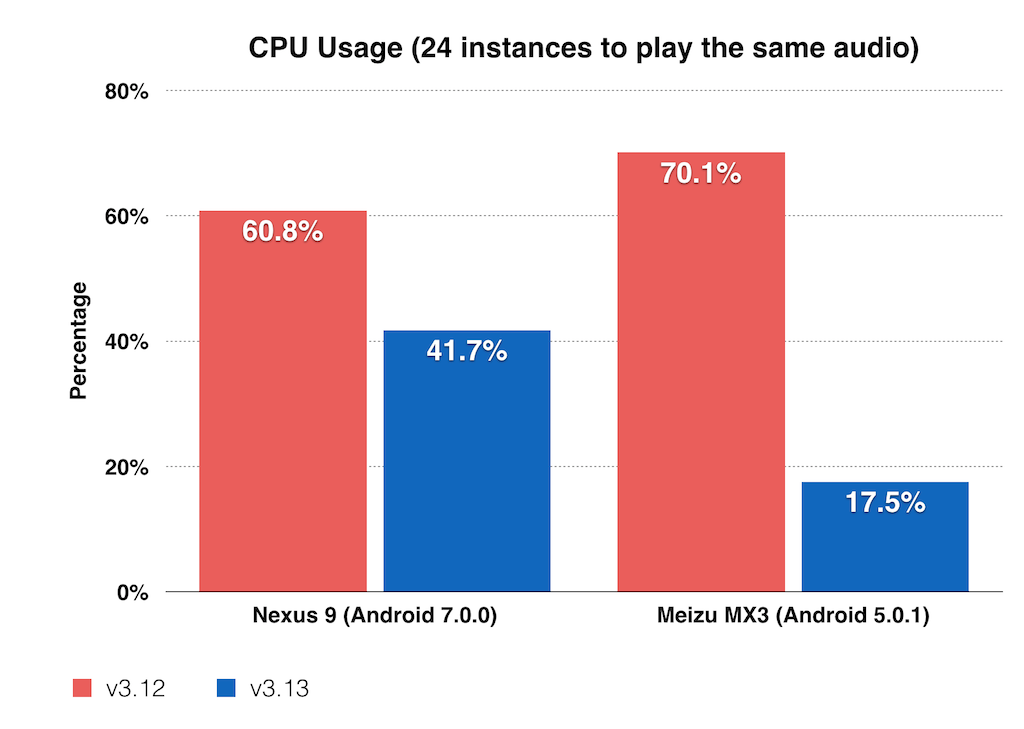 CPU Usage (24 instances to play the same audio)
80%
70.1%
60%
60.8%
Percentage
40%
41.7%
20%
17.5%
0%
Nexus 9 (Android 7.0.0)
Meizu MX3 (Android 5.0.1)
v3.12
v3.13